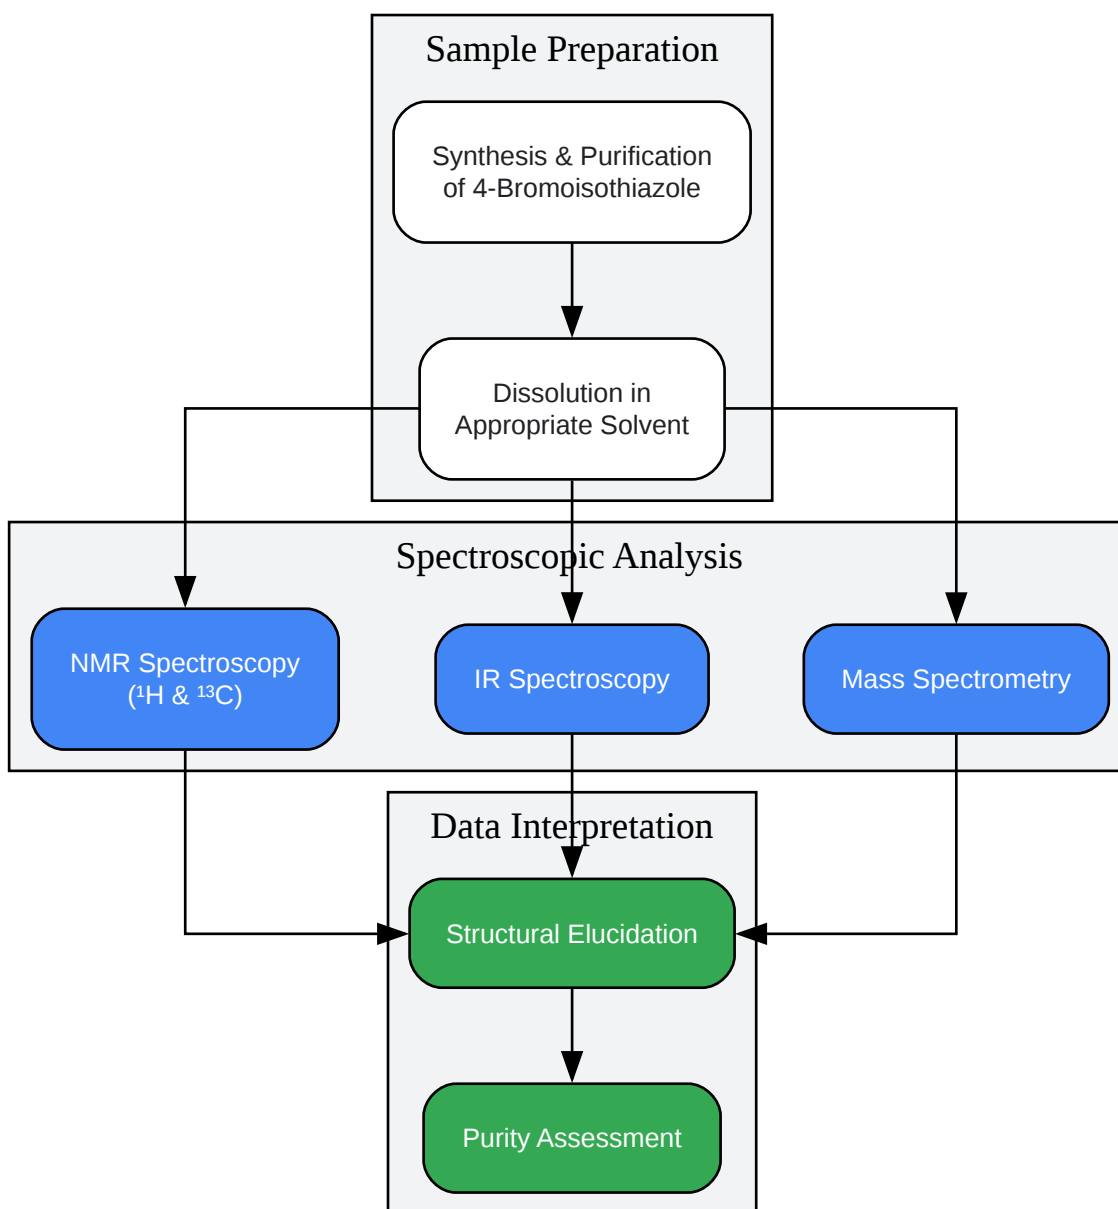 Sample Preparation
Synthesis & Purification
of 4-Bromoisothiazole
Dissolution in
Appropriate Solvent
Spectroscopic Analysis
NMR Spectroscopy
(¹H & ¹³C)
IR Spectroscopy
Mass Spectrometry
Data Interpretation
Structural Elucidation
Purity Assessment